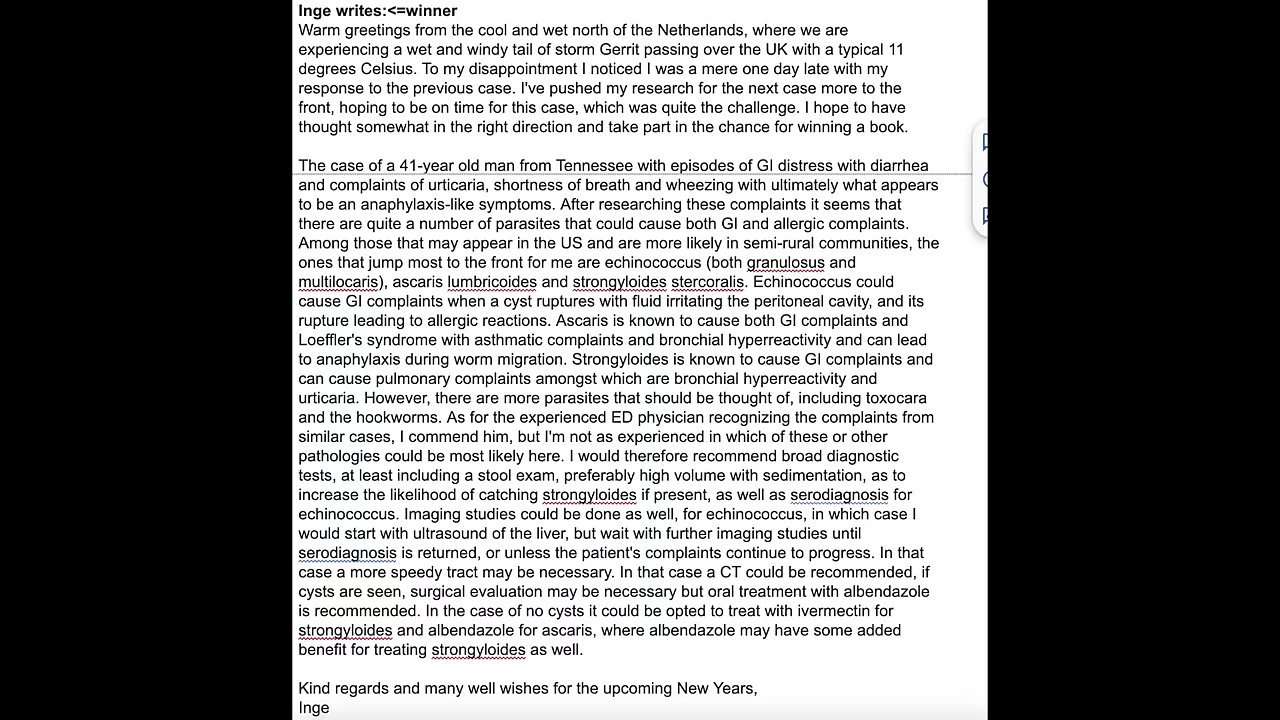 Inge writes:<=winner
Warm greetings from the cool and wet north of the Netherlands, where we are
experiencing a wet and windy tail of storm Gerrit passing over the UK with a typical 11
degrees Celsius. To my disappointment I noticed I was a mere one day late with my
response to the previous case. I've pushed my research for the next case more to the
front, hoping to be on time for this case, which was quite the challenge. I hope to have
thought somewhat in the right direction and take part in the chance for winning a book.
The case of a 41-year old man from Tennessee with episodes of GI distress with diarrhea
and complaints of urticaria, shortness of breath and wheezing with ultimately what appears
to be an anaphylaxis-like symptoms. After researching these complaints it seems that
there are quite a number of parasites that could cause both GI and allergic complaints.
Among those that may appear in the US and are more likely in semi-rural communities, the
ones that jump most to the front for me are echinococcus (both granulosus and
multilocaris), ascaris lumbricoides and strongyloides stercoralis. Echinococcus could
cause GI complaints when a cyst ruptures with fluid irritating the peritoneal cavity, and its
rupture leading to allergic reactions. Ascaris is known to cause both GI complaints and
Loeffler's syndrome with asthmatic complaints and bronchial hyperreactivity and can lead
to anaphylaxis during worm migration. Strongyloides is known to cause GI complaints and
can cause pulmonary complaints amongst which are bronchial hyperreactivity and
urticaria. However, there are more parasites that should be thought of, including toxocara
and the hookworms. As for the experienced ED physician recognizing the complaints from
similar cases, I commend him, but I'm not as experienced in which of these or other
pathologies could be most likely here. I would therefore recommend broad diagnostic
tests, at least including a stool exam, preferably high volume with sedimentation, as to
increase the likelihood of catching strongyloides if present, as well as serodiagnosis for
echinococcus. Imaging studies could be done as well, for echinococcus, in which case I
would start with ultrasound of the liver, but wait with further imaging studies until
serodiagnosis is returned, or unless the patient's complaints continue to progress. In that
case a more speedy tract may be necessary. In that case a CT could be recommended, if
cysts are seen, surgical evaluation may be necessary but oral treatment with albendazole
is recommended. In the case of no cysts it could be opted to treat with ivermectin for
strongyloides and albendazole for ascaris, where albendazole may have some added
benefit for treating strongyloides as well.
Kind regards and many well wishes for the upcoming New Years,
Inge